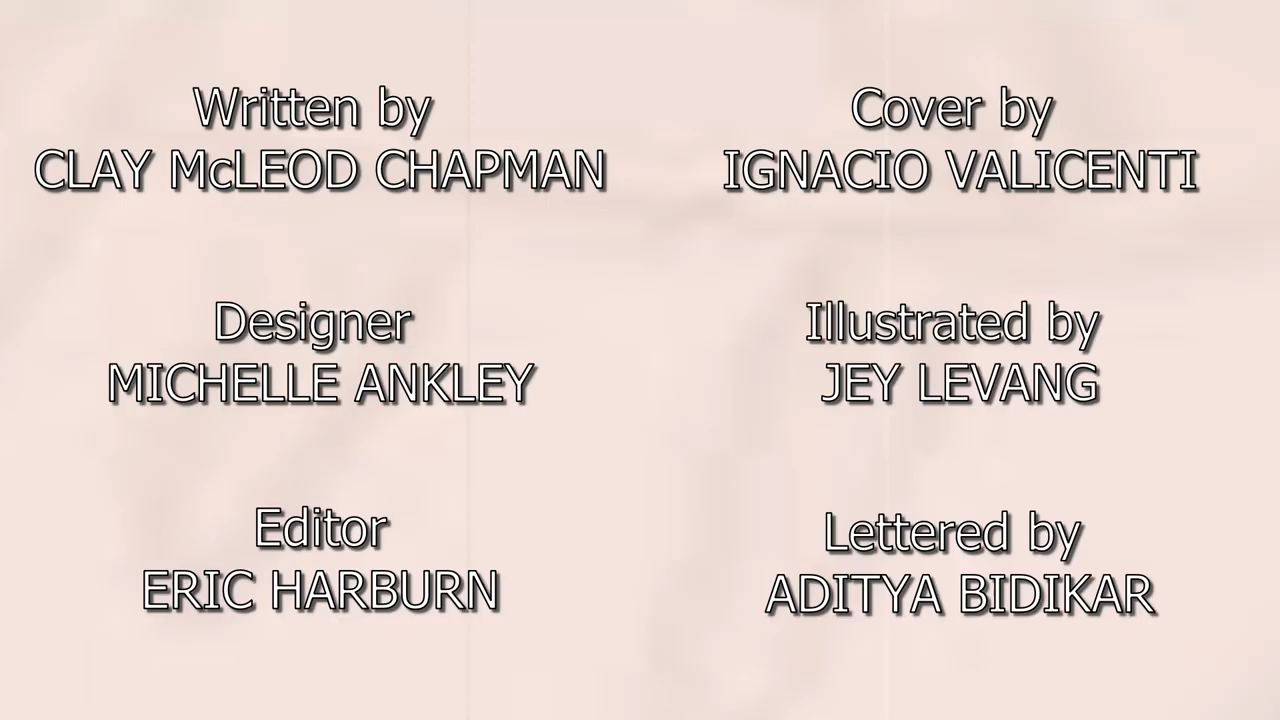 Written by
CLAY McLEOD CHAPMAN
Cover by
IGNACIO VALICENTI
Designer
MICHELLE ANKLEY
Illustrated by
JEY LEVANG
Editor
ERIC HARBURN
Lettered by
ADITYA BIDIKAR